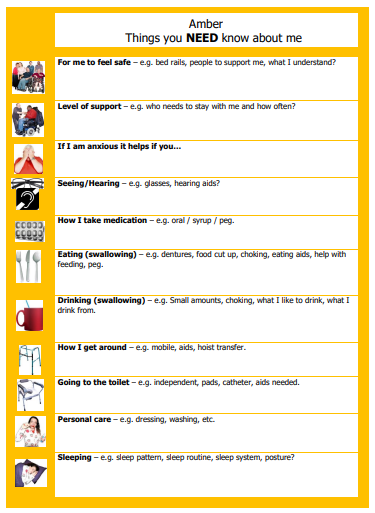 Amber
Things you NEED know about me
For me to feel safe – e.g. bed rails, people to support me, what I understand?
Level of support – e.g. who needs to stay with me and how often?
If I am anxious it helps if you…
Seeing/Hearing – e.g. glasses, hearing aids?
How I take medication – e.g. oral / syrup / peg.
Eating (swallowing) – e.g. dentures, food cut up, choking, eating aids, help with
feeding, peg.
Drinking (swallowing) – e.g. Small amounts, choking, what I like to drink, what I
drink from.
How I get around – e.g. mobile, aids, hoist transfer.
Going to the toilet – e.g. independent, pads, catheter, aids needed.
Personal care – e.g. dressing, washing, etc.
Sleeping – e.g. sleep pattern, sleep routine, sleep system, posture?